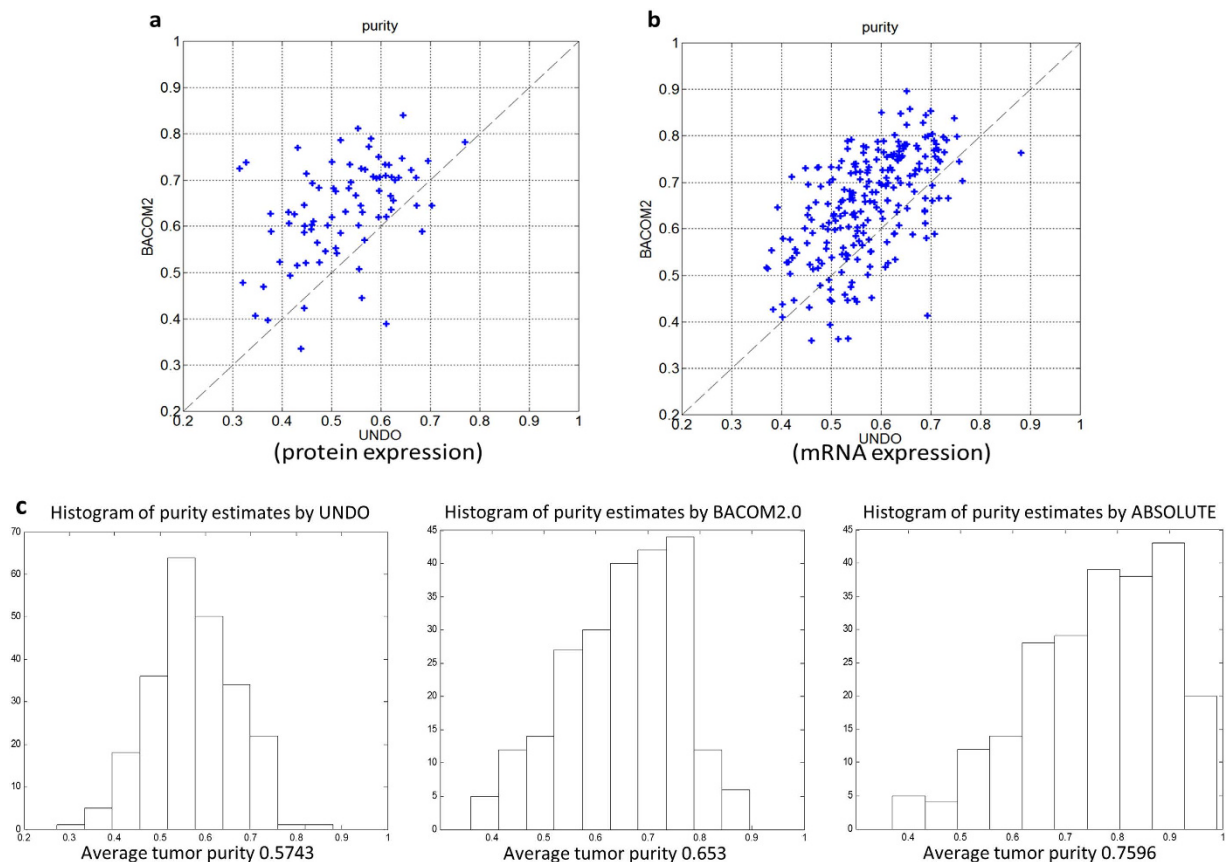 a
purity
BACOM2
1
0.9
0.8
0.7
0.6
0.5
0.4
0.3
0.2
0.2 0.3 0.4 0.5 0.6 0.7 0.8 0.9 1
UNDO
(protein expression)
b
purity
BACOM2
1
0.9
0.8
0.7
0.6
0.5
0.4
0.3
0.2
0.2 0.3 0.4 0.5 0.6 0.7 0.8 0.9 1
UNDO
(mRNA expression)
c
Histogram of purity estimates by UNDO
70
60
50
40
30
20
10
0
0.2 0.3 0.4 0.5 0.6 0.7 0.8 0.9 1
Average tumor purity 0.5743
Histogram of purity estimates by BACOM2.0
45
40
35
30
25
20
15
10
5
0
0.4 0.5 0.6 0.7 0.8 0.9 1
Average tumor purity 0.653
Histogram of purity estimates by ABSOLUTE
45
40
35
30
25
20
15
10
5
0
0.4 0.5 0.6 0.7 0.8 0.9 1
Average tumor purity 0.7596